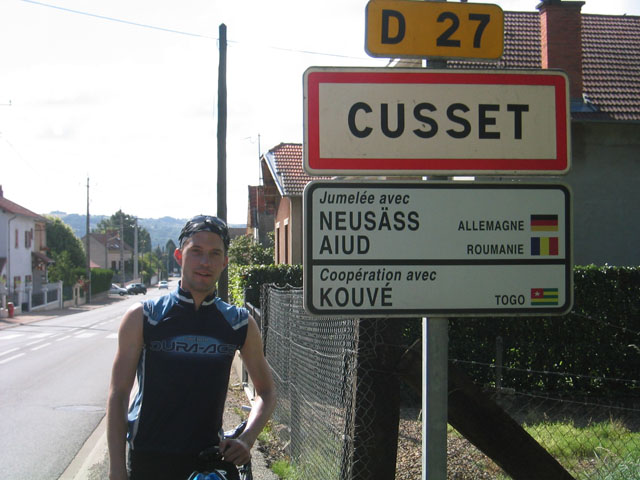 D 27
CUSSET
Jumelée avec
NEUSÄSS ALLEMAGNE
AIUD ROUMANIE
Coopération avec
KOUVÉ TOGO
DURA-ACE